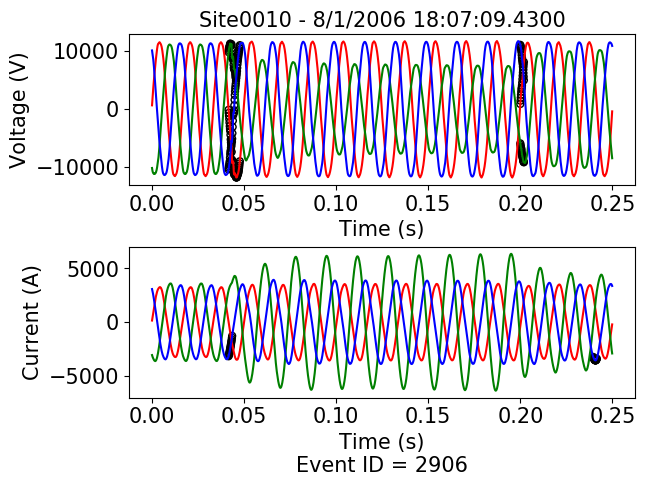 Site0010 - 8/1/2006 18:07:09.4300
Voltage (V)
10000
0
−10000
0.00 0.05 0.10 0.15 0.20 0.25
Time (s)
Current (A)
5000
0
−5000
0.00 0.05 0.10 0.15 0.20 0.25
Time (s)
Event ID = 2906